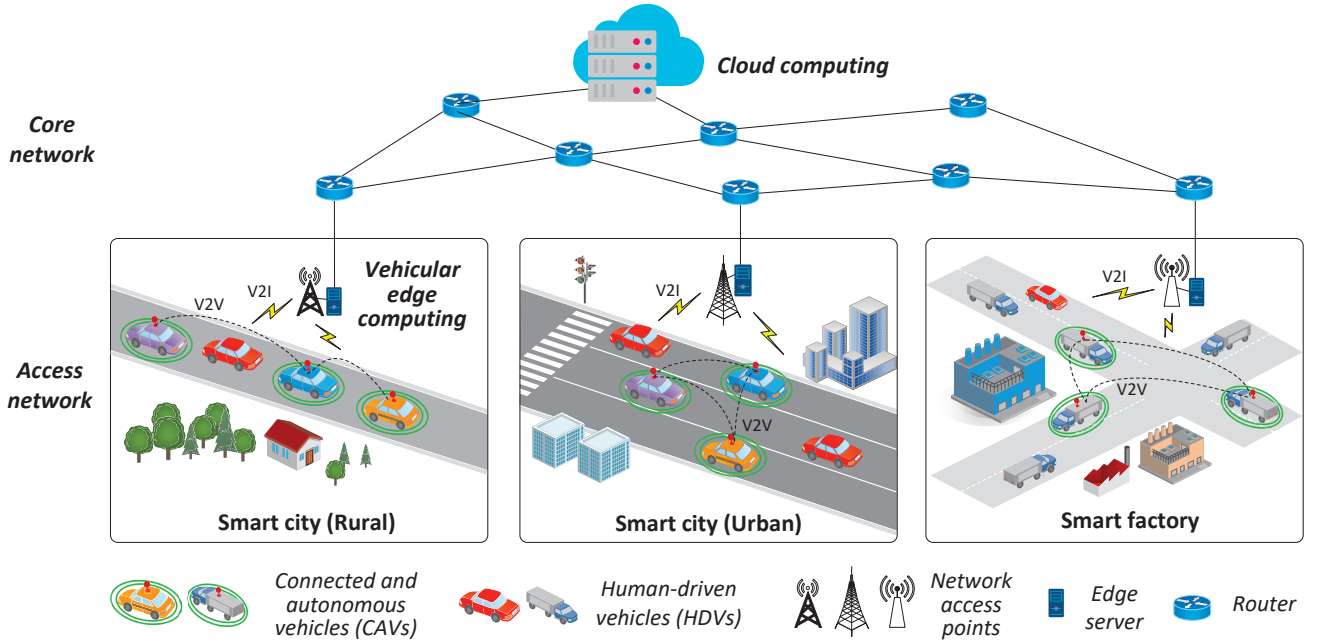 Cloud computing
Core
network
Access
network
V2V
V2I
Vehicular
edge
computing
Smart city (Rural)
V2I
V2V
Smart city (Urban)
V2I
V2V
Smart factory
Connected and
autonomous
vehicles (CAVs)
Human-driven
vehicles (HDVs)
Network
access
points
Edge
server
Router